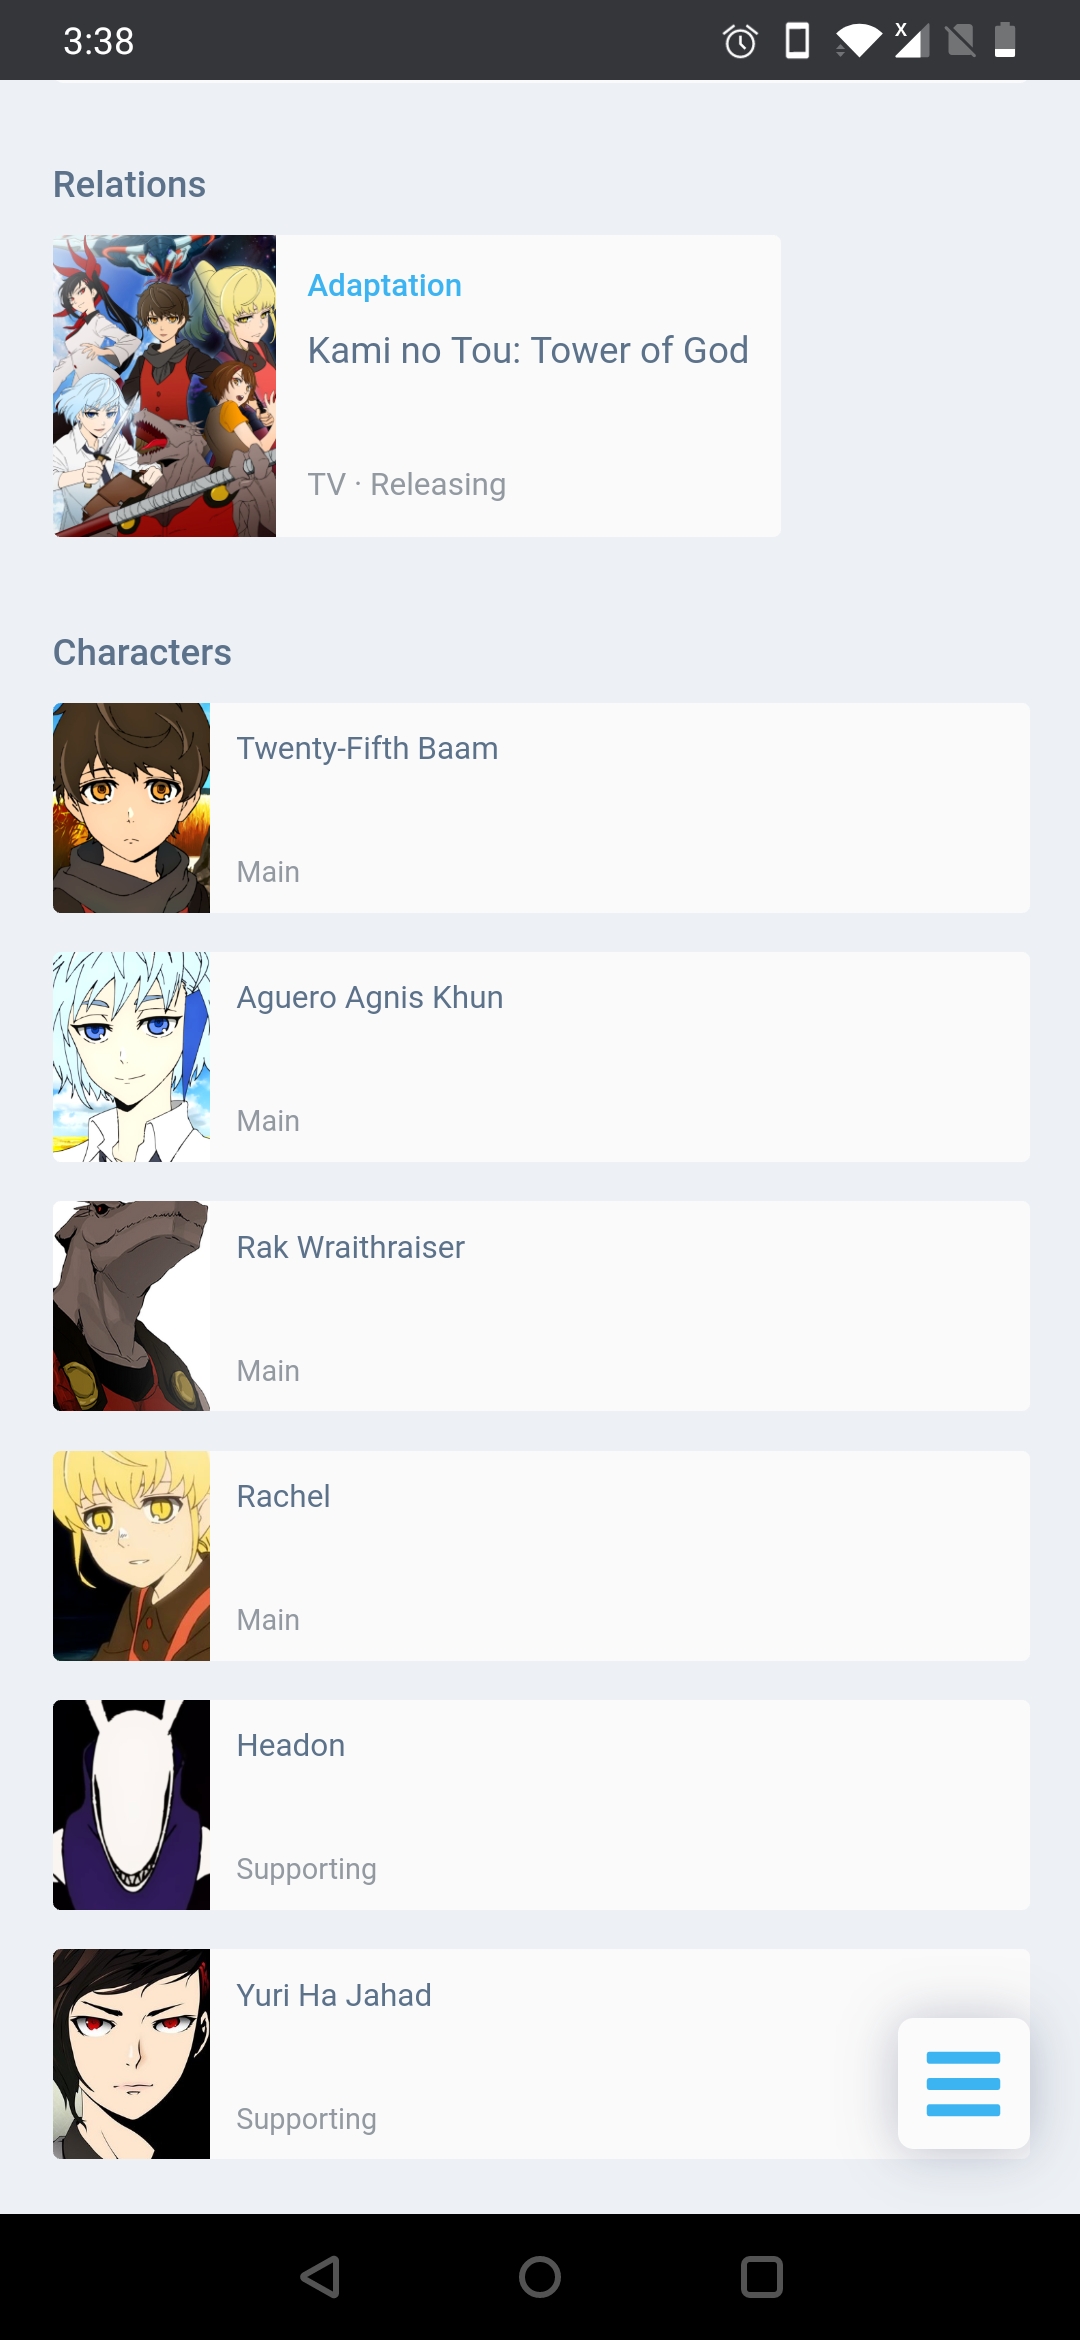 3:38
X
Relations
Adaptation
Kami no Tou: Tower of God
TV · Releasing
Characters
Twenty-Fifth Baam
Main
Aguero Agnis Khun
Main
Rak Wraithraiser
Main
Rachel
Main
Headon
Supporting
Yuri Ha Jahad
Supporting